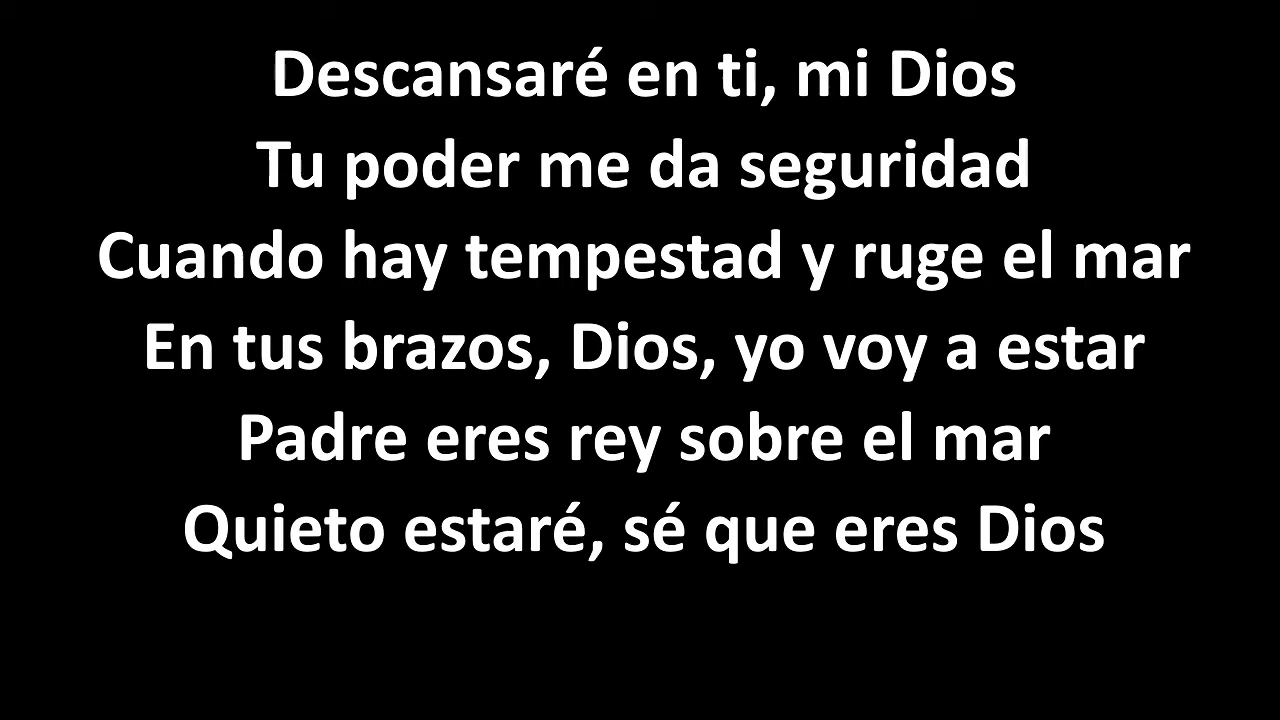 Descansaré en ti, mi Dios
Tu poder me da seguridad
Cuando hay tempestad y ruge el mar
En tus brazos, Dios, yo voy a estar
Padre eres rey sobre el mar
Quieto estaré, sé que eres Dios